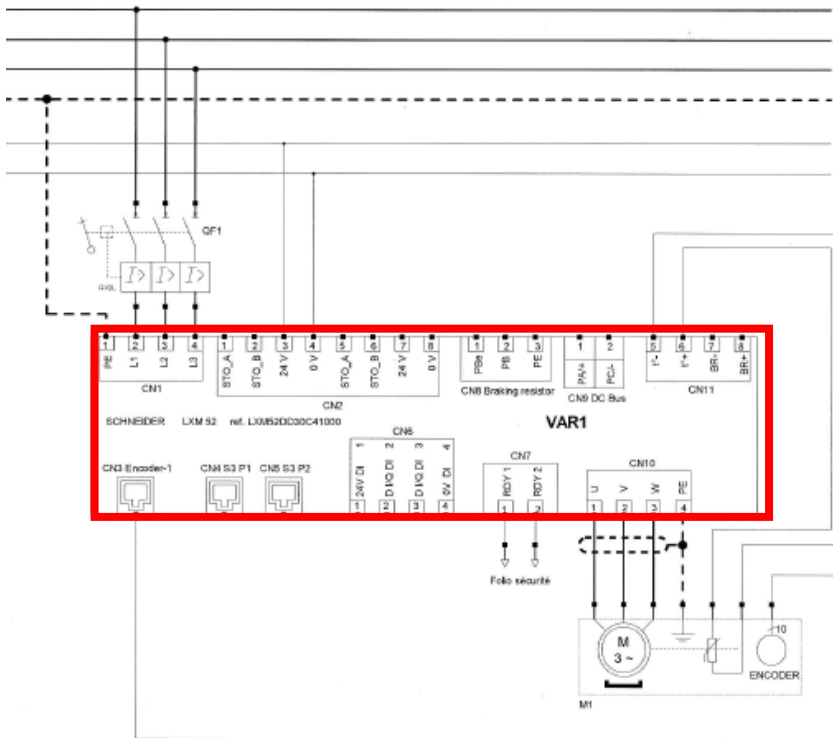 QF1
I> I> I>
GV2L
1 2 3 4
PE L1 L2 L3
CN1
1 2 3 4 5 6 7 8
STO_A STO_B 24 V 0 V STO_A STO_B 24 V 0 V
CN2
1 2 3
PBe PB PE
CN8 Braking resistor
1 2
PA/+ PC/-
CN9 DC Bus
5 6 7 8
t°- t°+ BR- BR+
CN11
SCHNEIDER LXM 52 ref. LXM52DD30C41000
VAR1
CN3 Encoder-1
CN4 S3 P1
CN5 S3 P2
CN6
1 2 3 4
24V DI DI/Q DI DI/Q DI 0V DI
1 2 3 4
CN7
RDY 1 RDY 2
1 2
CN10
U V W PE
1 2 3 4
Folio sécurité
M
3 ~
10
ENCODER
M1